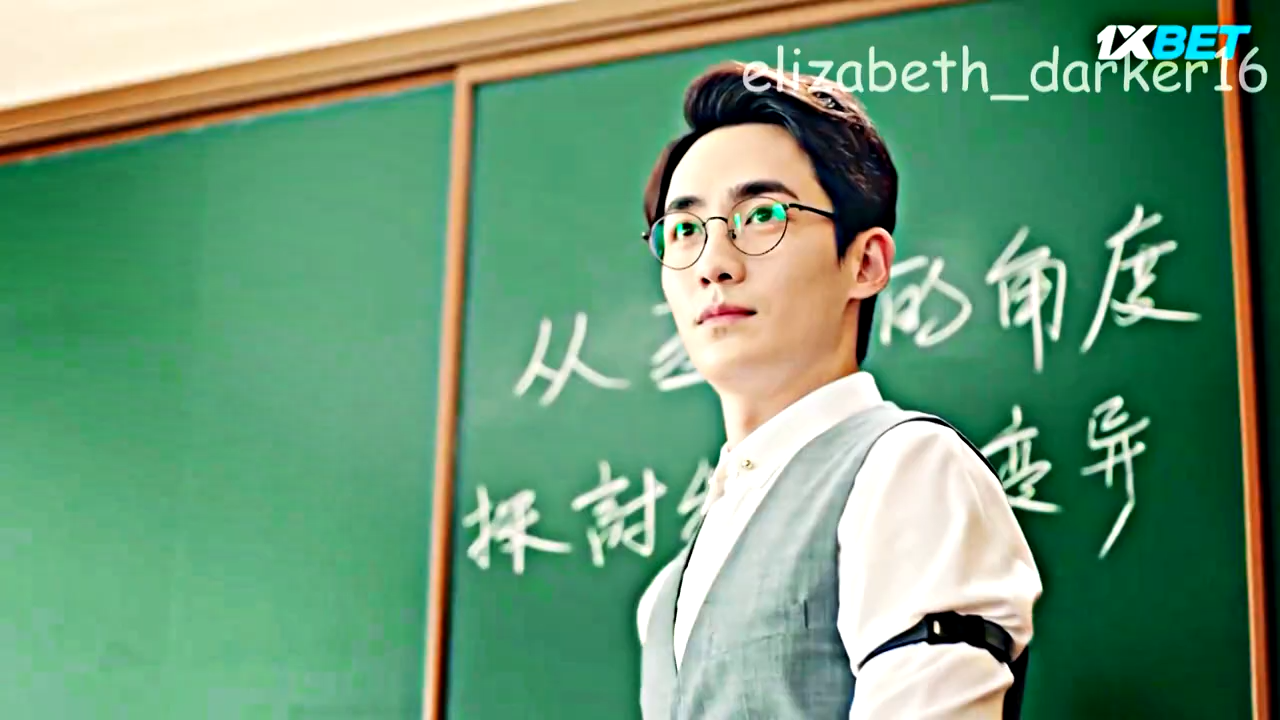 1XBET
elizabeth_darker16
从 的角度
探討 变异